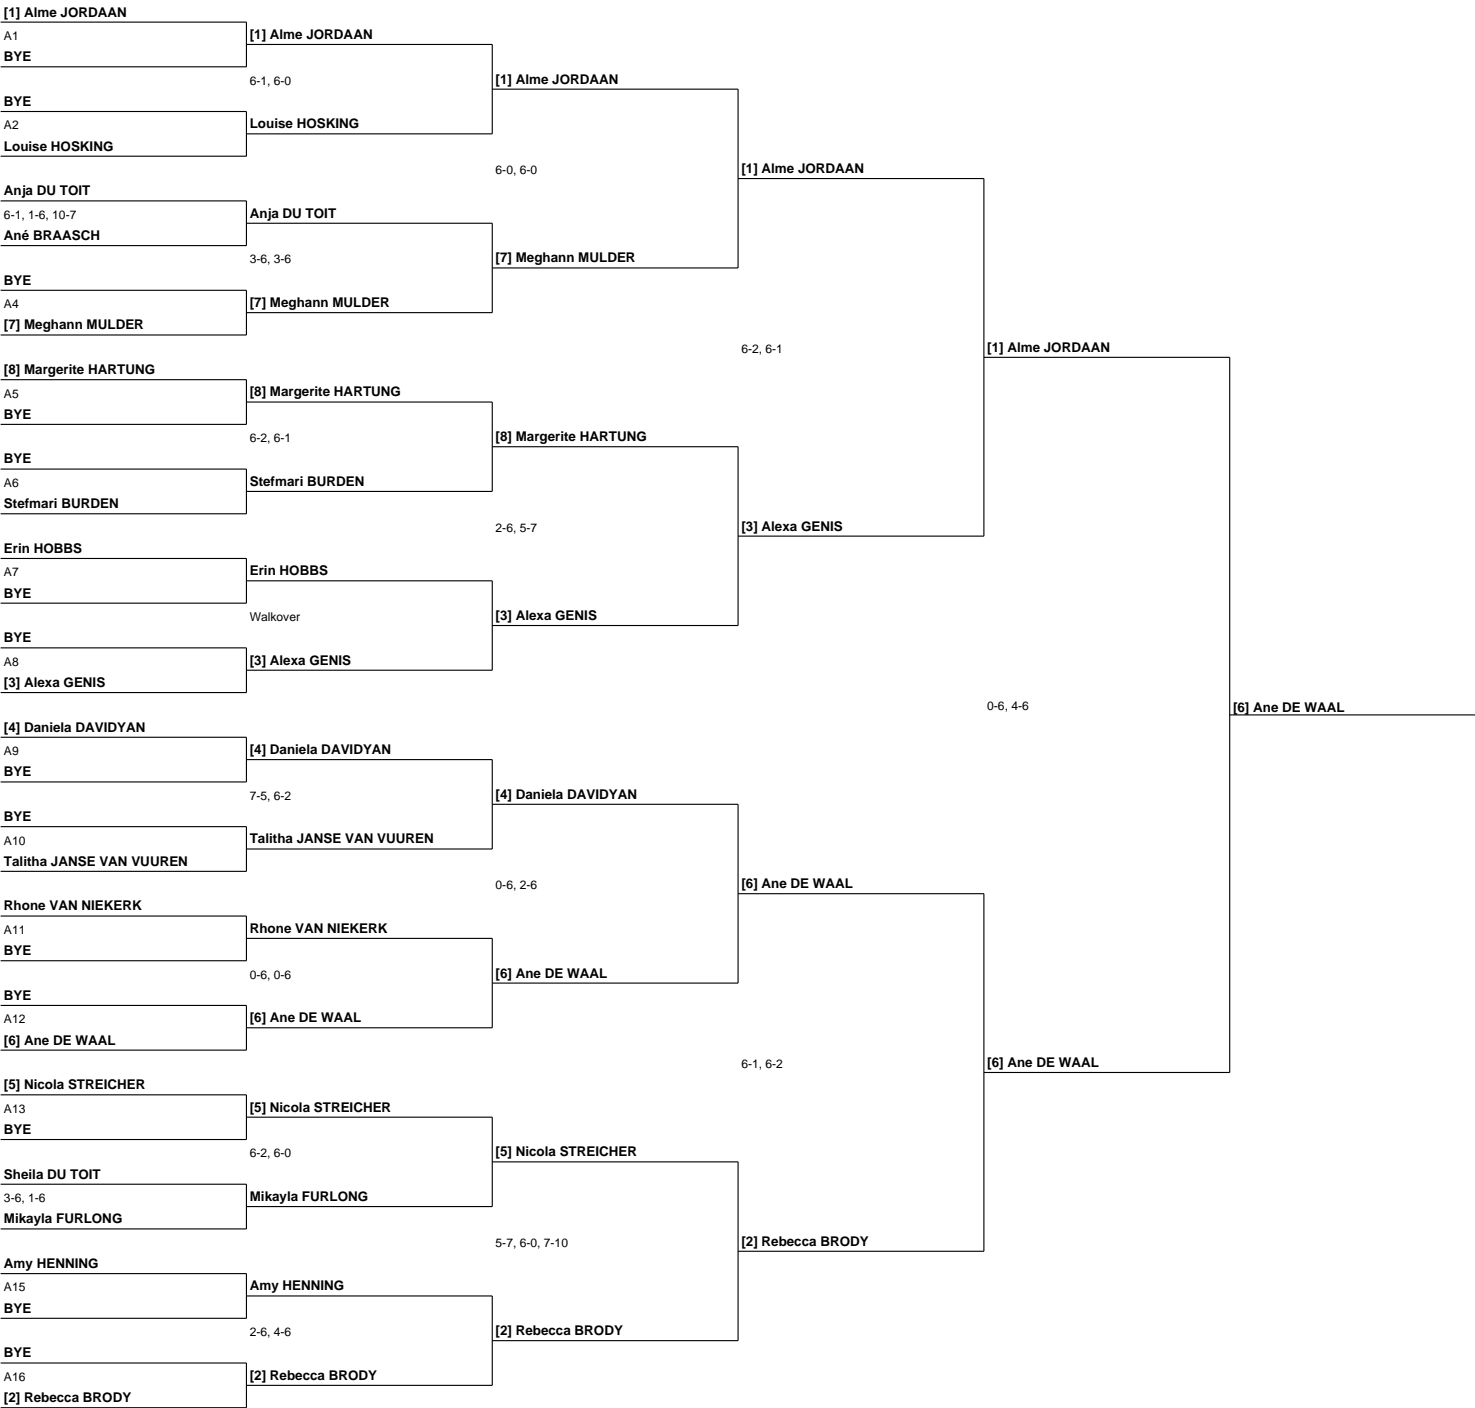 [1] Alme JORDAAN
A1
BYE
BYE
A2
Louise HOSKING
Anja DU TOIT
6-1, 1-6, 10-7
Ané BRAASCH
BYE
A4
[7] Meghann MULDER
[8] Margerite HARTUNG
A5
BYE
BYE
A6
Stefmari BURDEN
Erin HOBBS
A7
BYE
BYE
A8
[3] Alexa GENIS
[4] Daniela DAVIDYAN
A9
BYE
BYE
A10
Talitha JANSE VAN VUUREN
Rhone VAN NIEKERK
A11
BYE
BYE
A12
[6] Ane DE WAAL
[5] Nicola STREICHER
A13
BYE
Sheila DU TOIT
3-6, 1-6
Mikayla FURLONG
Amy HENNING
A15
BYE
BYE
A16
[2] Rebecca BRODY
[1] Alme JORDAAN
6-1, 6-0
Louise HOSKING
Anja DU TOIT
3-6, 3-6
[7] Meghann MULDER
[8] Margerite HARTUNG
6-2, 6-1
Stefmari BURDEN
Erin HOBBS
Walkover
[3] Alexa GENIS
[4] Daniela DAVIDYAN
7-5, 6-2
Talitha JANSE VAN VUUREN
Rhone VAN NIEKERK
0-6, 0-6
[6] Ane DE WAAL
[5] Nicola STREICHER
6-2, 6-0
Mikayla FURLONG
Amy HENNING
2-6, 4-6
[2] Rebecca BRODY
[1] Alme JORDAAN
6-0, 6-0
[7] Meghann MULDER
[8] Margerite HARTUNG
2-6, 5-7
[3] Alexa GENIS
[4] Daniela DAVIDYAN
0-6, 2-6
[6] Ane DE WAAL
[5] Nicola STREICHER
5-7, 6-0, 7-10
[2] Rebecca BRODY
[1] Alme JORDAAN
6-2, 6-1
[3] Alexa GENIS
[6] Ane DE WAAL
6-1, 6-2
[2] Rebecca BRODY
[1] Alme JORDAAN
0-6, 4-6
[6] Ane DE WAAL
[6] Ane DE WAAL